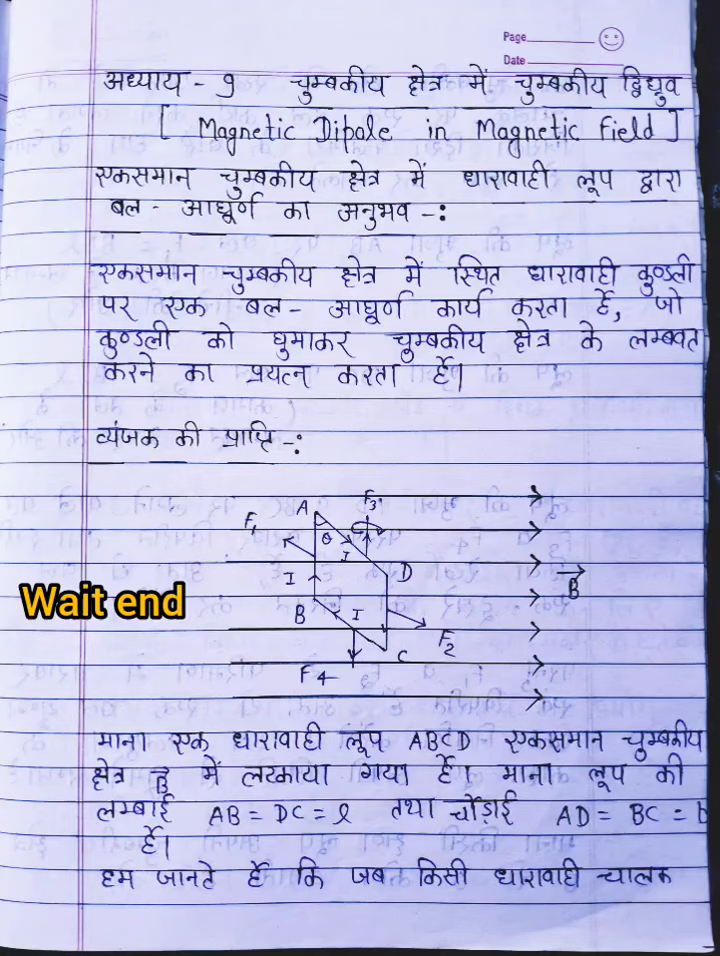 Page
Date
अध्याय - 9 चुम्बकीय क्षेत्र में चुम्बकीय द्विध्रुव
[ Magnetic Dipole in Magnetic Field ]
एकसमान चुम्बकीय क्षेत्र में धारावाही लूप द्वारा
बल - आघूर्ण का अनुभव -:
एकसमान चुम्बकीय क्षेत्र में स्थित धारावाही कुण्डली
पर एक बल - आघूर्ण कार्य करता है, जो
कुण्डली को घुमाकर चुम्बकीय क्षेत्र के लम्बवत
करने का प्रयत्न करता है।
व्यंजक की प्राप्ति -:
F3
A
F1
θ
I
D
I
B
Wait end
B
I
F2
C
F4
माना एक धारावाही लूप ABCD एकसमान चुम्बकीय
क्षेत्र B में लटकाया गया है। माना लूप की
लम्बाई AB = DC = l तथा चौड़ाई AD = BC = b
है।
हम जानते है कि जब किसी धारावाही चालक